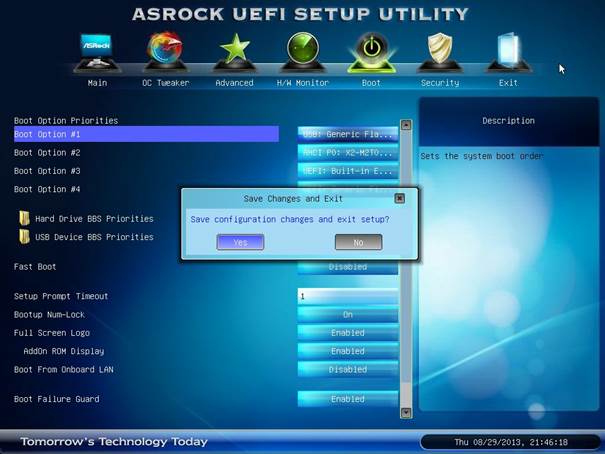 ASROCK UEFI SETUP UTILITY
ASRock
Main OC Tweaker Advanced H/W Monitor Boot Security Exit
Boot Option Priorities
Boot Option #1 USB: Generic Fla...
Boot Option #2 AHCI P0: X2-M2TO...
Boot Option #3 UEFI: Built-in E...
Boot Option #4
Description
Sets the system boot order
Save Changes and Exit
Save configuration changes and exit setup?
Yes No
Hard Drive BBS Priorities
USB Device BBS Priorities
Fast Boot Disabled
Setup Prompt Timeout 1
Bootup Num-Lock On
Full Screen Logo Enabled
AddOn ROM Display Enabled
Boot From Onboard LAN Disabled
Boot Failure Guard Enabled
Tomorrow's Technology Today
Thu 08/29/2013, 21:46:18